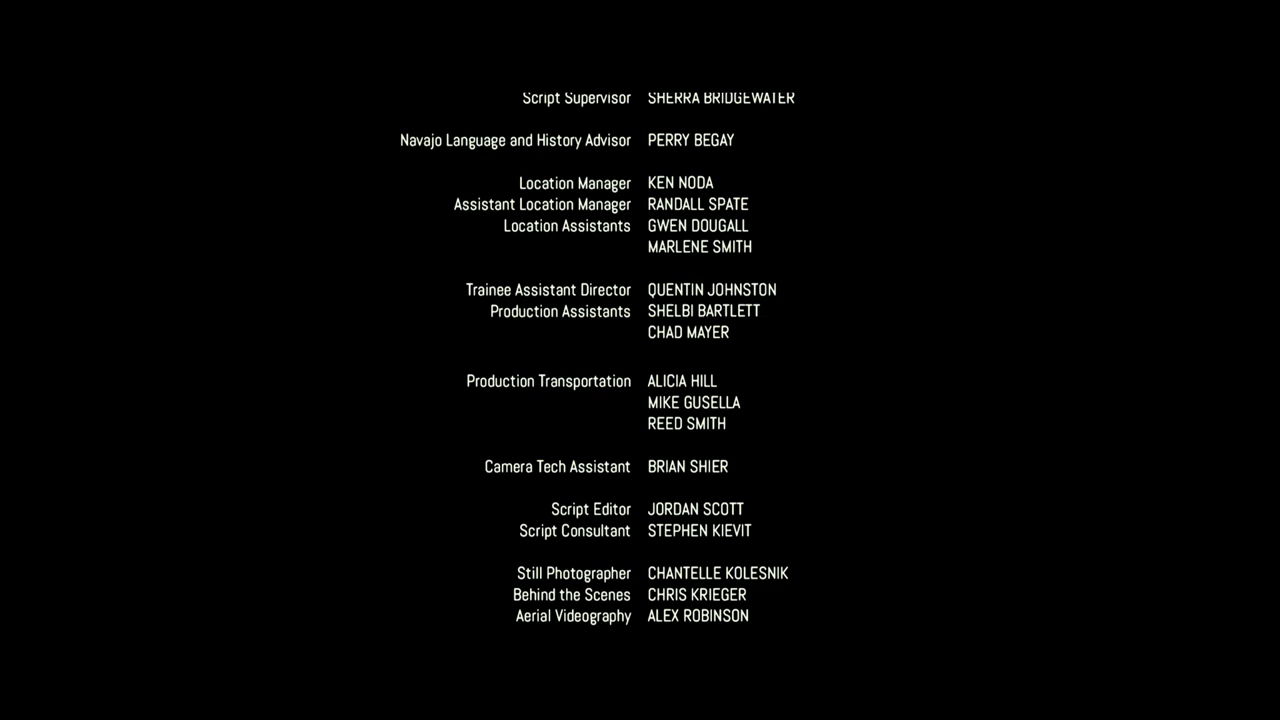 Script Supervisor SHERRA BRIDGEWATER
Navajo Language and History Advisor PERRY BEGAY
Location Manager KEN NODA
Assistant Location Manager RANDALL SPATE
Location Assistants GWEN DOUGALL
MARLENE SMITH
Trainee Assistant Director QUENTIN JOHNSTON
Production Assistants SHELBI BARTLETT
CHAD MAYER
Production Transportation ALICIA HILL
MIKE GUSELLA
REED SMITH
Camera Tech Assistant BRIAN SHIER
Script Editor JORDAN SCOTT
Script Consultant STEPHEN KIEVIT
Still Photographer CHANTELLE KOLESNIK
Behind the Scenes CHRIS KRIEGER
Aerial Videography ALEX ROBINSON